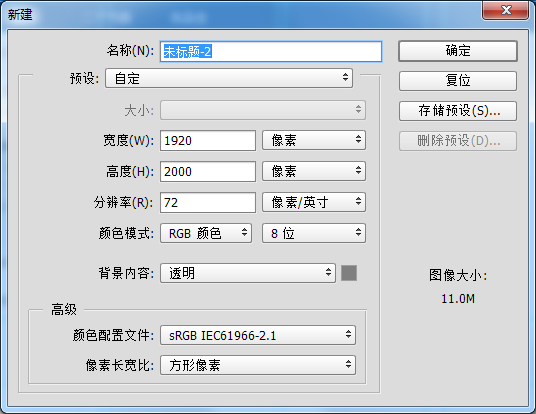 新建
名称(N): 未标题-2
预设: 自定
大小:
宽度(W): 1920 像素
高度(H): 2000 像素
分辨率(R): 72 像素/英寸
颜色模式: RGB 颜色 8 位
背景内容: 透明
高级
颜色配置文件: sRGB IEC61966-2.1
像素长宽比: 方形像素
确定
复位
存储预设(S)...
删除预设(D)...
图像大小:
11.0M